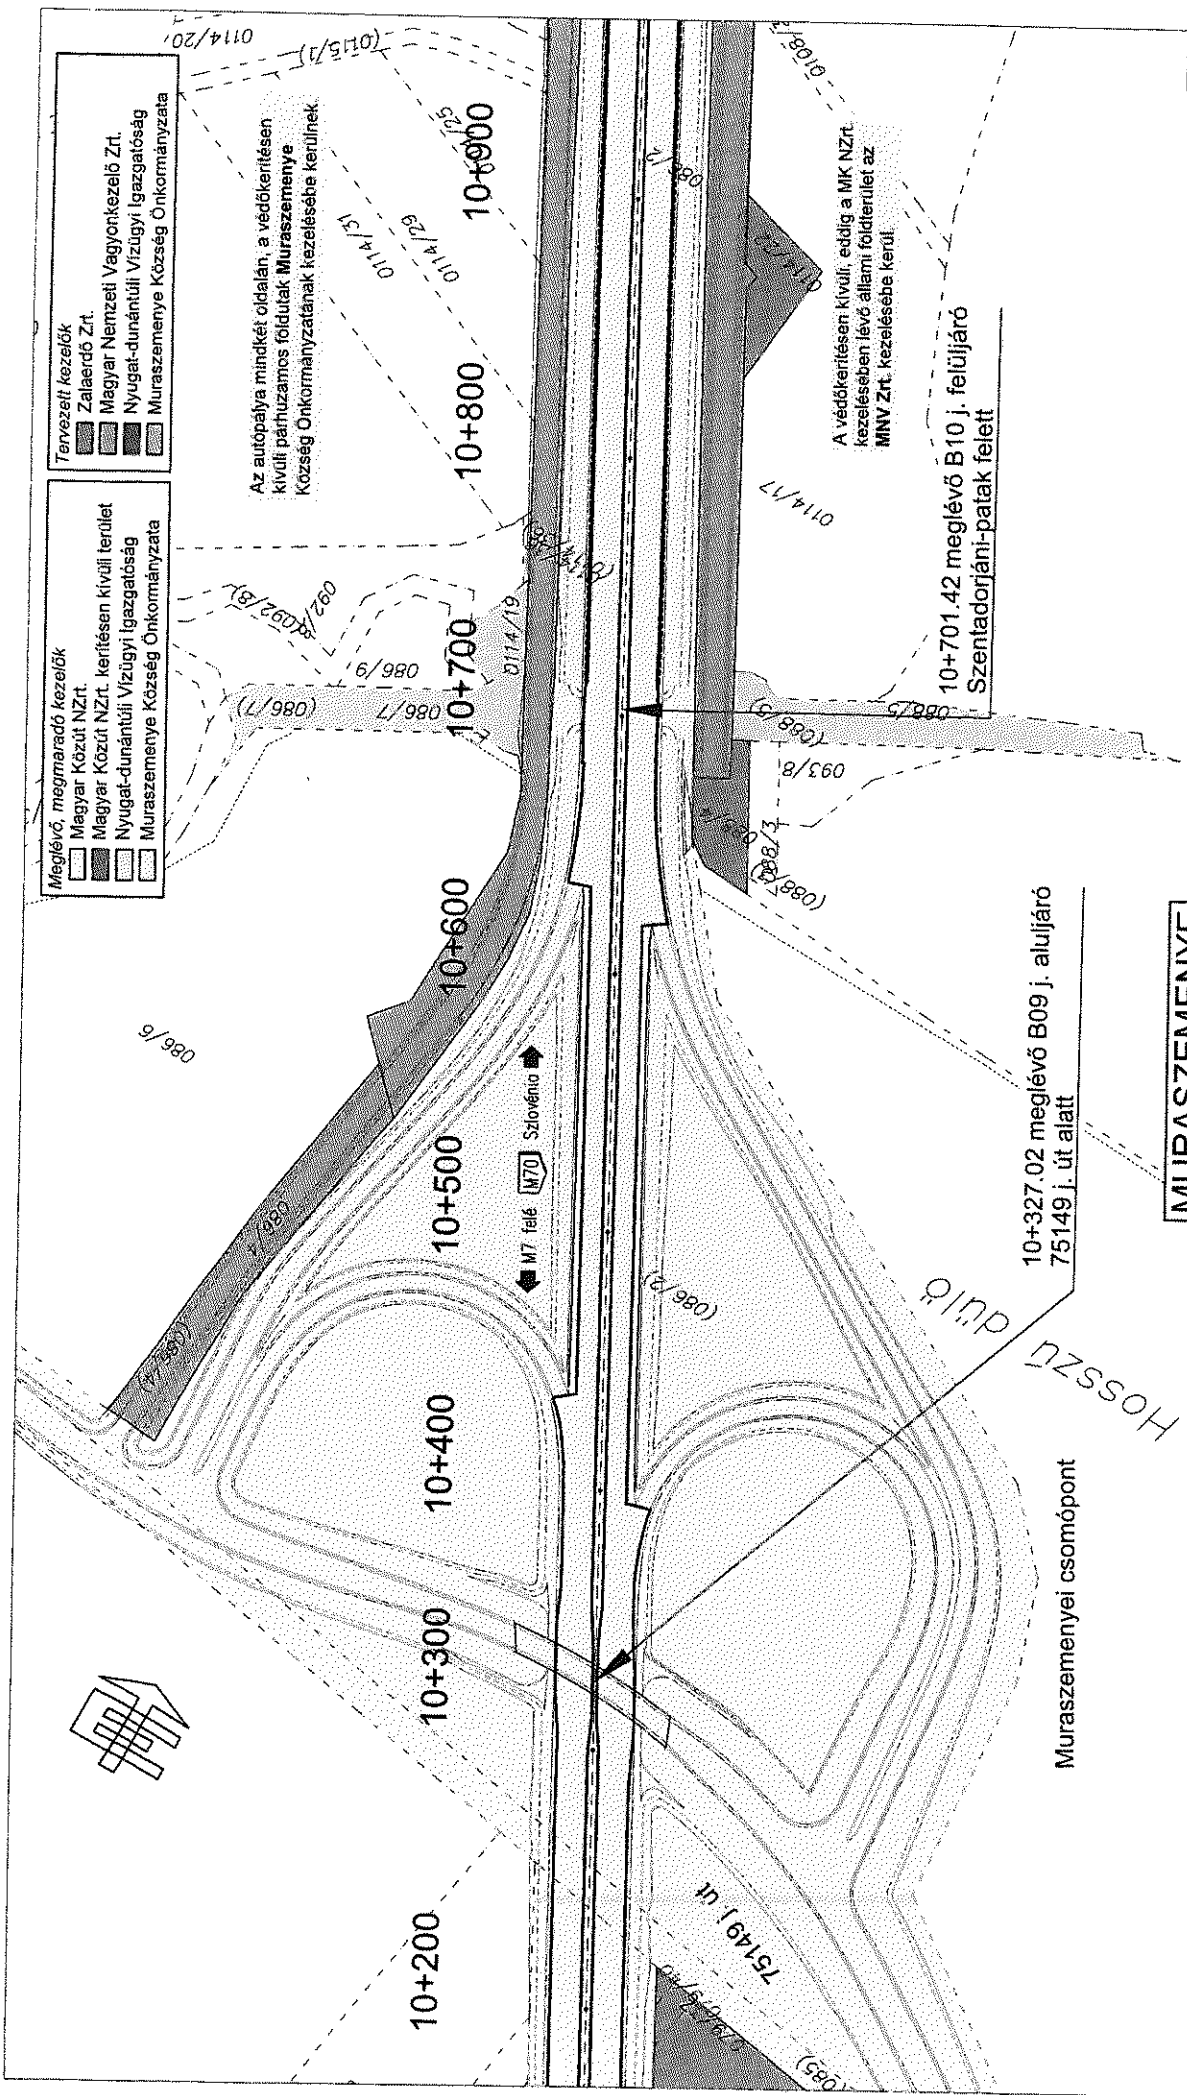 Meglévő, megmaradó kezelők
Magyar Közút NZrt.
Magyar Közút NZrt. kerítésen kívüli terület
Nyugat-dunántúli Vízügyi Igazgatóság
Muraszemenye Község Önkormányzata
Tervezett kezelők
Zalaerdő Zrt.
Magyar Nemzeti Vagyonkezelő Zrt.
Nyugat-dunántúli Vízügyi Igazgatóság
Muraszemenye Község Önkormányzata
Az autópálya mindkét oldalán, a védőkerítésen
kívüli párhuzamos földutak Muraszemenye
Község Önkormányzatának kezelésébe kerülnek.
0114/20
(0115/1)
0114/31
0114/29
(092/8)
086/9
(086/7)
086/7
0114/19
086/6
10+200
10+300
10+400
10+500
10+600
10+700
10+800
10+900
M7 felé M70 Szlovénia
(086/2)
75149 j. út
(085)
A védőkerítésen kívüli, eddig a MK NZrt.
kezelésében lévő állami földterület az
MNV Zrt. kezelésébe kerül.
0114/17
(088/5)
088/5
093/8
088/3
(088/3)
10+701.42 meglévő B10 j. felüljáró
Szentadorjáni-patak felett
10+327.02 meglévő B09 j. aluljáró
75149 j. út alatt
Hosszú dűlő
Muraszemenyei csomópont
MURASZEMENYE